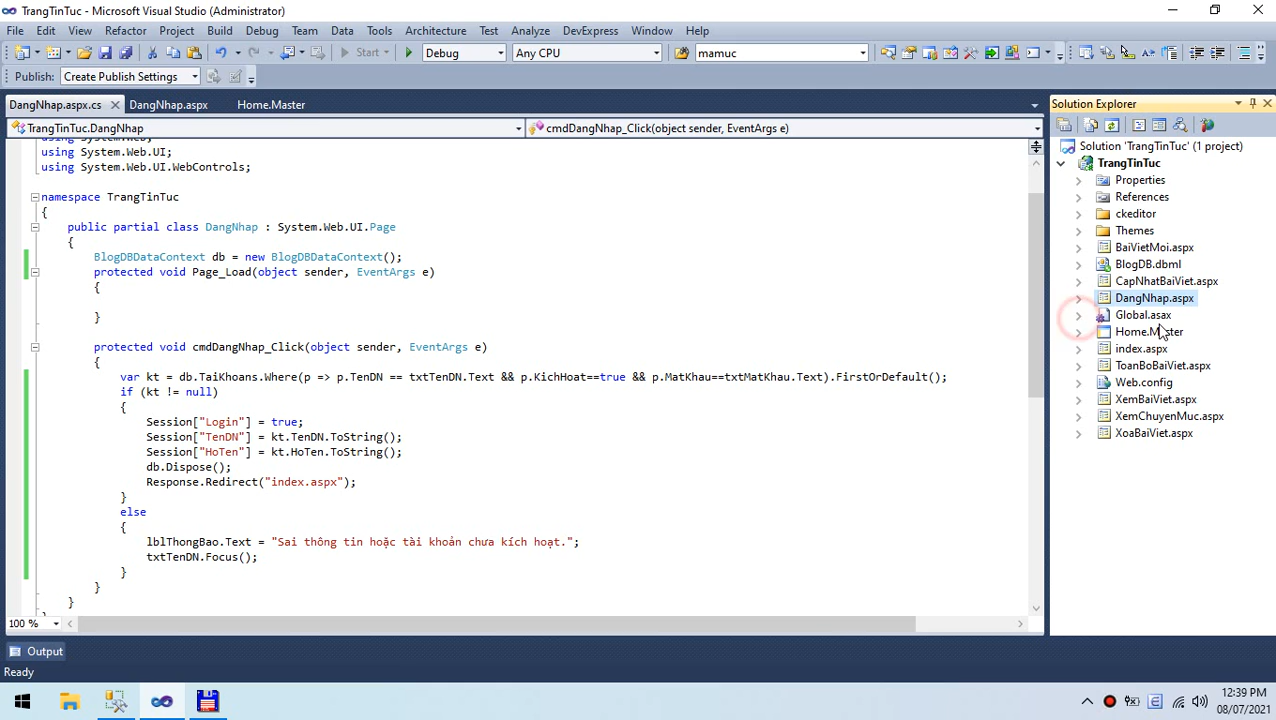 TrangTinTuc - Microsoft Visual Studio (Administrator)
File Edit View Refactor Project Build Debug Team Data Tools Architecture Test Analyze DevExpress Window Help
Start Debug Any CPU mamuc
Publish: Create Publish Settings
DangNhap.aspx.cs DangNhap.aspx Home.Master
TrangTinTuc.DangNhap cmdDangNhap_Click(object sender, EventArgs e)
using System.Web;
using System.Web.UI;
using System.Web.UI.WebControls;
namespace TrangTinTuc
{
public partial class DangNhap : System.Web.UI.Page
{
BlogDBDataContext db = new BlogDBDataContext();
protected void Page_Load(object sender, EventArgs e)
{
}
protected void cmdDangNhap_Click(object sender, EventArgs e)
{
var kt = db.TaiKhoans.Where(p => p.TenDN == txtTenDN.Text && p.KichHoat==true && p.MatKhau==txtMatKhau.Text).FirstOrDefault();
if (kt != null)
{
Session["Login"] = true;
Session["TenDN"] = kt.TenDN.ToString();
Session["HoTen"] = kt.HoTen.ToString();
db.Dispose();
Response.Redirect("index.aspx");
}
else
{
lblThongBao.Text = "Sai thông tin hoặc tài khoản chưa kích hoạt.";
txtTenDN.Focus();
}
}
}
100 %
Output
Ready
Solution Explorer
Solution 'TrangTinTuc' (1 project)
TrangTinTuc
Properties
References
ckeditor
Themes
BaiVietMoi.aspx
BlogDB.dbml
CapNhatBaiViet.aspx
DangNhap.aspx
Global.asax
Home.Master
index.aspx
ToanBoBaiViet.aspx
Web.config
XemBaiViet.aspx
XemChuyenMuc.aspx
XoaBaiViet.aspx
12:39 PM
08/07/2021